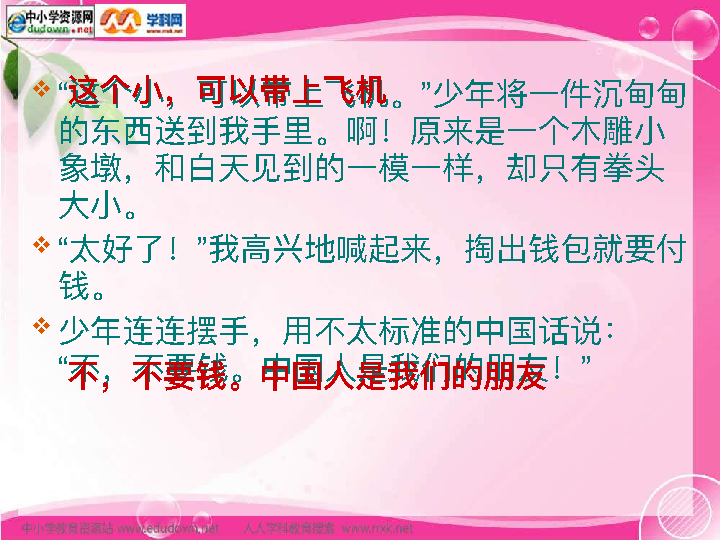 中小学资源网
edudown.net
学科网
www.nxk.net
“这个小，可以带上飞机。”少年将一件沉甸甸
的东西送到我手里。啊！原来是一个木雕小
象墩，和白天见到的一模一样，却只有拳头
大小。
“太好了！”我高兴地喊起来，掏出钱包就要付
钱。
少年连连摆手，用不太标准的中国话说：
“不，不要钱。中国人是我们的朋友！”
中小学教育资源站 www.edudown.net 人人学科教育搜索 www.nxk.net